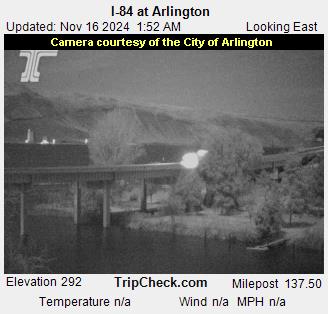 I-84 at Arlington
Updated: Nov 16 2024 1:52 AM Looking East
Camera courtesy of the City of Arlington
Elevation 292 TripCheck.com Milepost 137.50
Temperature n/a Wind n/a MPH n/a